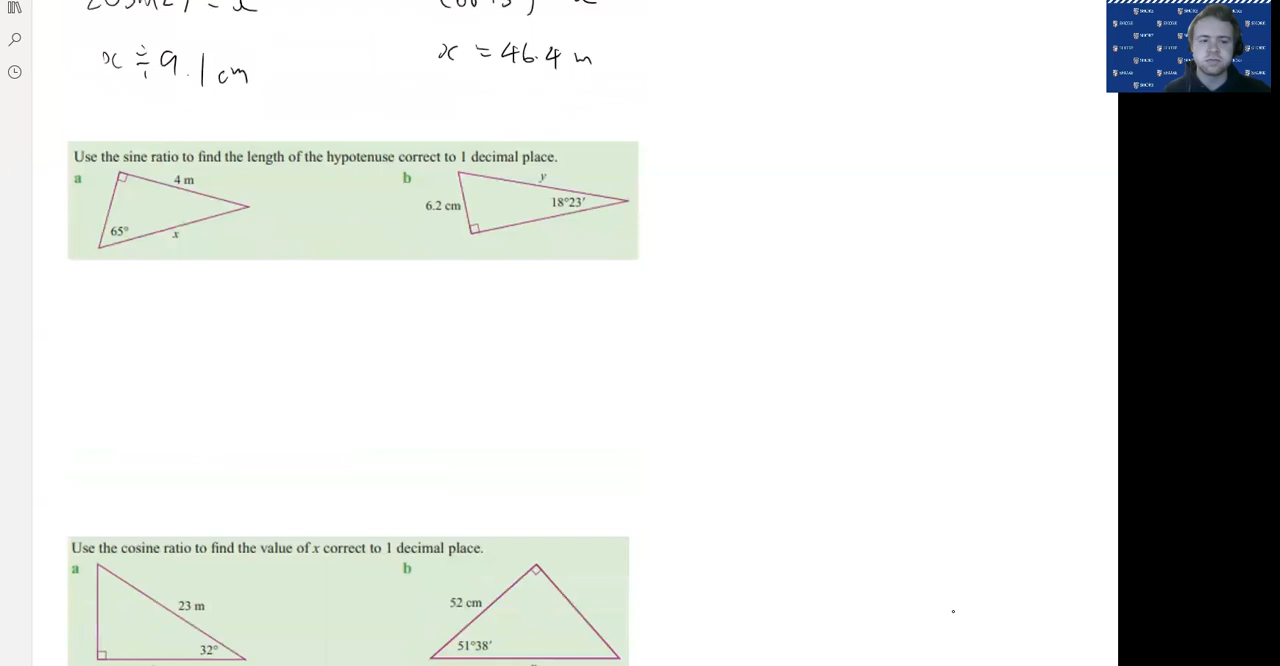 x ≑ 9.1 cm
x = 46.4 m
Use the sine ratio to find the length of the hypotenuse correct to 1 decimal place.
a
4 m
65°
x
b
y
6.2 cm
18°23′
Use the cosine ratio to find the value of x correct to 1 decimal place.
a
23 m
32°
b
52 cm
51°38′